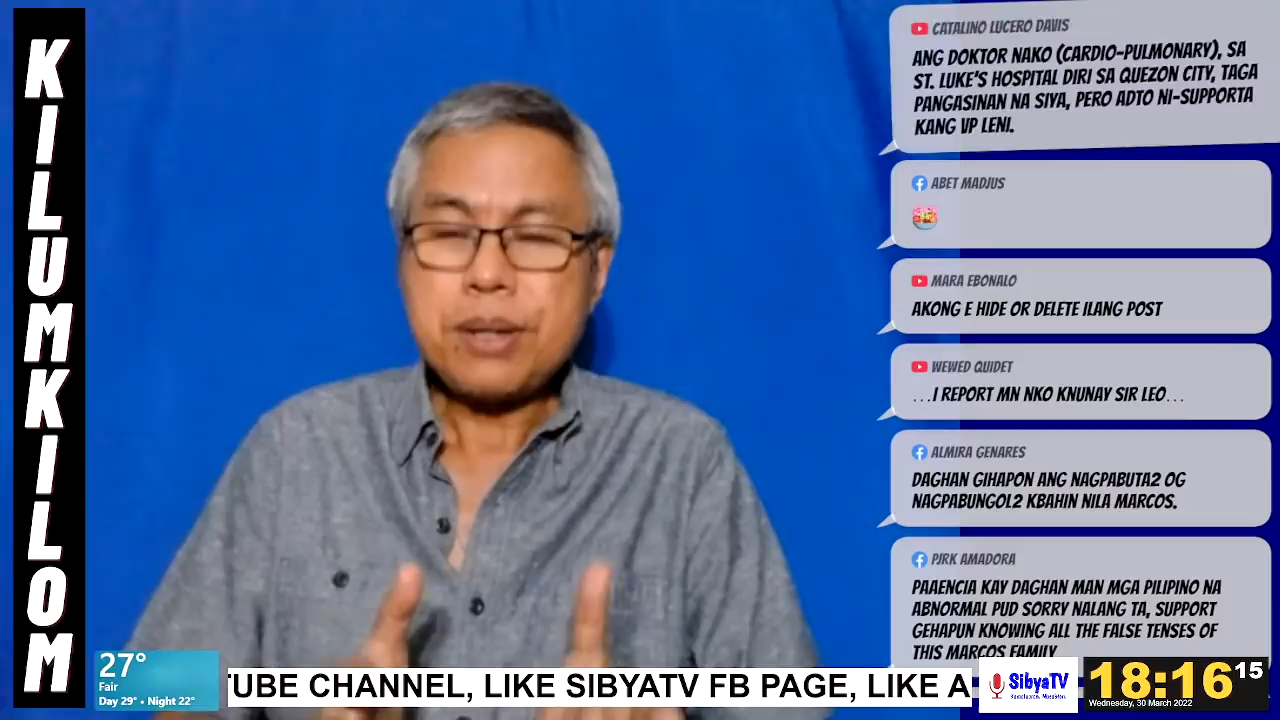 KILUMKILOM
CATALINO LUCERO DAVIS
ANG DOKTOR NAKO (CARDIO-PULMONARY), SA
ST. LUKE'S HOSPITAL DIRI SA QUEZON CITY, TAGA
PANGASINAN NA SIYA, PERO ADTO NI-SUPPORTA
KANG VP LENI.
ABET MADJUS
MARA EBONALO
AKONG E HIDE OR DELETE ILANG POST
WEWED QUIDET
...I REPORT MN NKO KNUNAY SIR LEO...
ALMIRA GENARES
DAGHAN GIHAPON ANG NAGPABUTA2 OG
NAGPABUNGOL2 KBAHIN NILA MARCOS.
PJRK AMADORA
PAAENCIA KAY DAGHAN MAN MGA PILIPINO NA
ABNORMAL PUD SORRY NALANG TA, SUPPORT
GEHAPUN KNOWING ALL THE FALSE TENSES OF
THIS MARCOS FAMILY
27°
Fair
Day 29° • Night 22°
TUBE CHANNEL, LIKE SIBYATV FB PAGE, LIKE A
SibyaTV
18:16 15
Wednesday, 30 March 2022